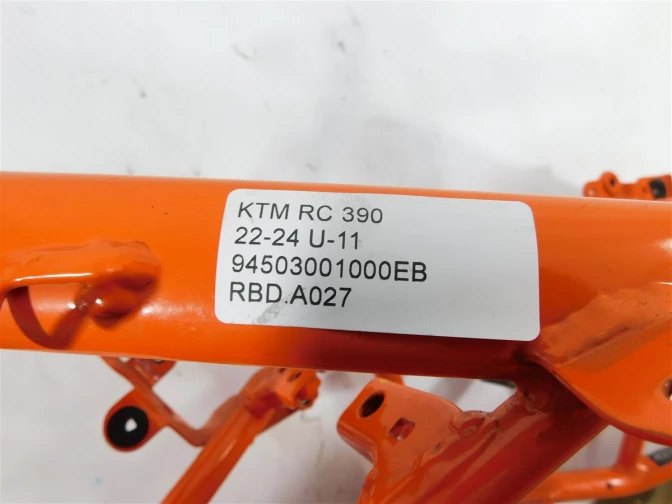 KTM RC 390
22-24 U-11
94503001000EB
RBD.A027